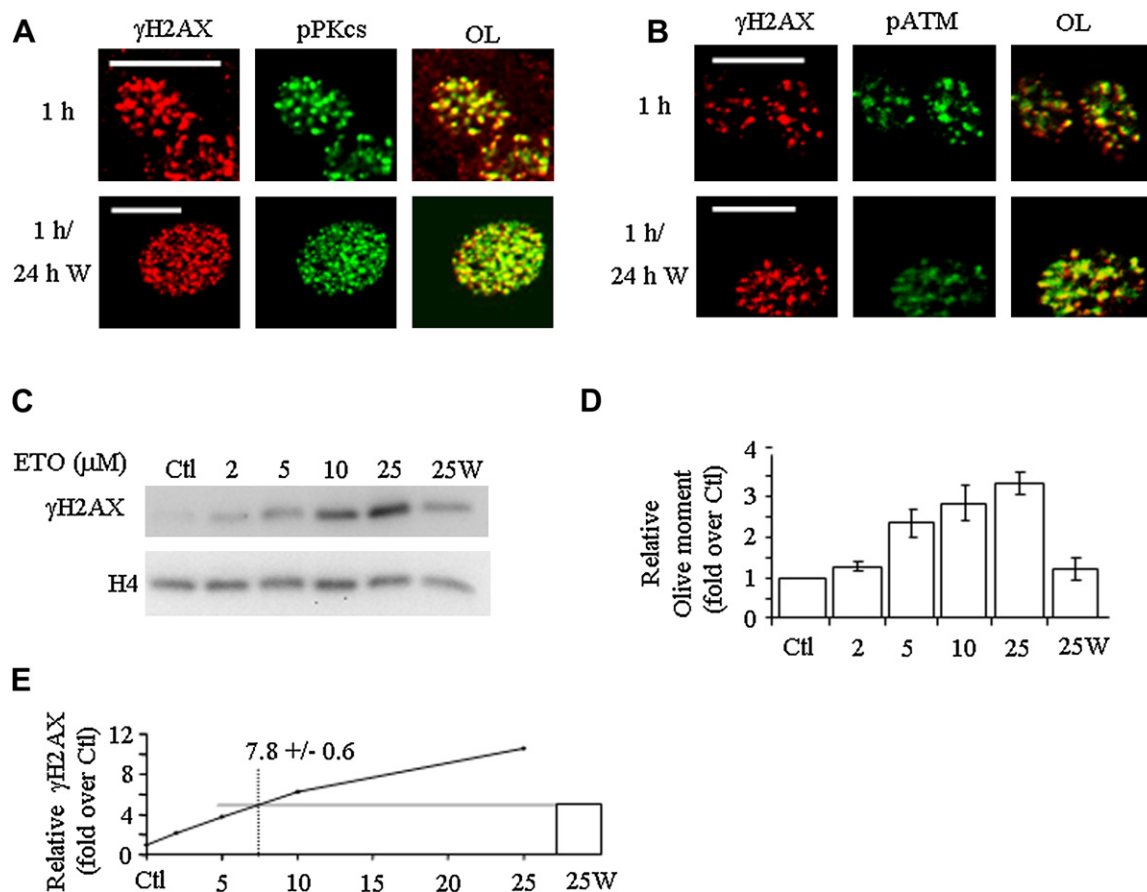 A
γH2AX pPKcs OL
1 h
1 h/
24 h W
B
γH2AX pATM OL
1h
1 h/
24 h W
C
ETO (μM) Ctl 2 5 10 25 25W
γH2AX
H4
D
Relative
Olive moment
(fold over Ctl)
4
3
2
1
0
Ctl 2 5 10 25 25W
E
Relative γH2AX
(fold over Ctl)
12
8
4
0
7.8 +/- 0.6
Ctl 5 10 15 20 25 25W